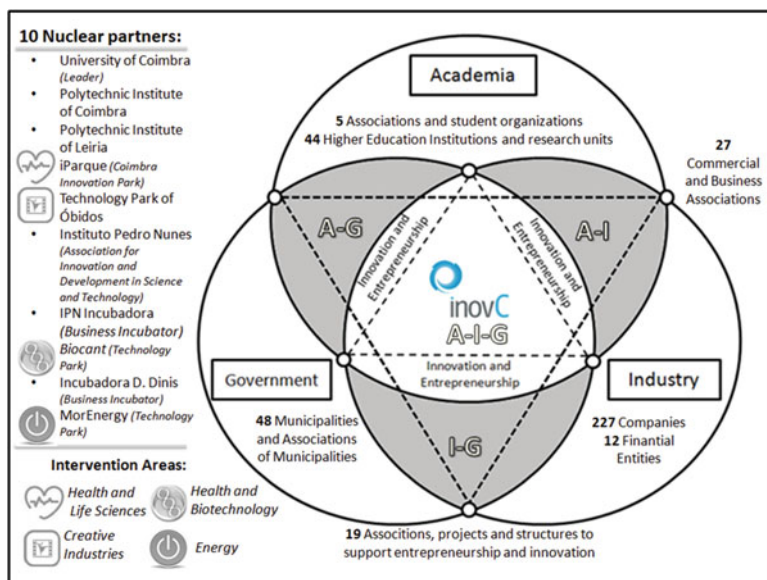 10 Nuclear partners:
• University of Coimbra
(Leader)
• Polytechnic Institute
of Coimbra
• Polytechnic Institute
of Leiria
iParque (Coimbra
Innovation Park)
Technology Park of
Óbidos
• Instituto Pedro Nunes
(Association for
Innovation and
Development in Science
and Technology)
• IPN Incubadora
(Business Incubator)
Biocant (Technology
Park)
• Incubadora D. Dinis
(Business Incubator)
MorEnergy (Technology
Park)
Intervention Areas:
Health and
Life Sciences
Health and
Biotechnology
Creative
Industries
Energy
Academia
5 Associations and student organizations
44 Higher Education Institutions and research units
27
Commercial
and Business
Associations
A-G
A-I
Innovation and
Entrepreneurship
Innovation and
Entrepreneurship
inovC
A-I-G
Innovation and
Entrepreneurship
Government
48 Municipalities
and Associations
of Municipalities
Industry
227 Companies
12 Finantial
Entities
I-G
19 Associtions, projects and structures to
support entrepreneurship and innovation